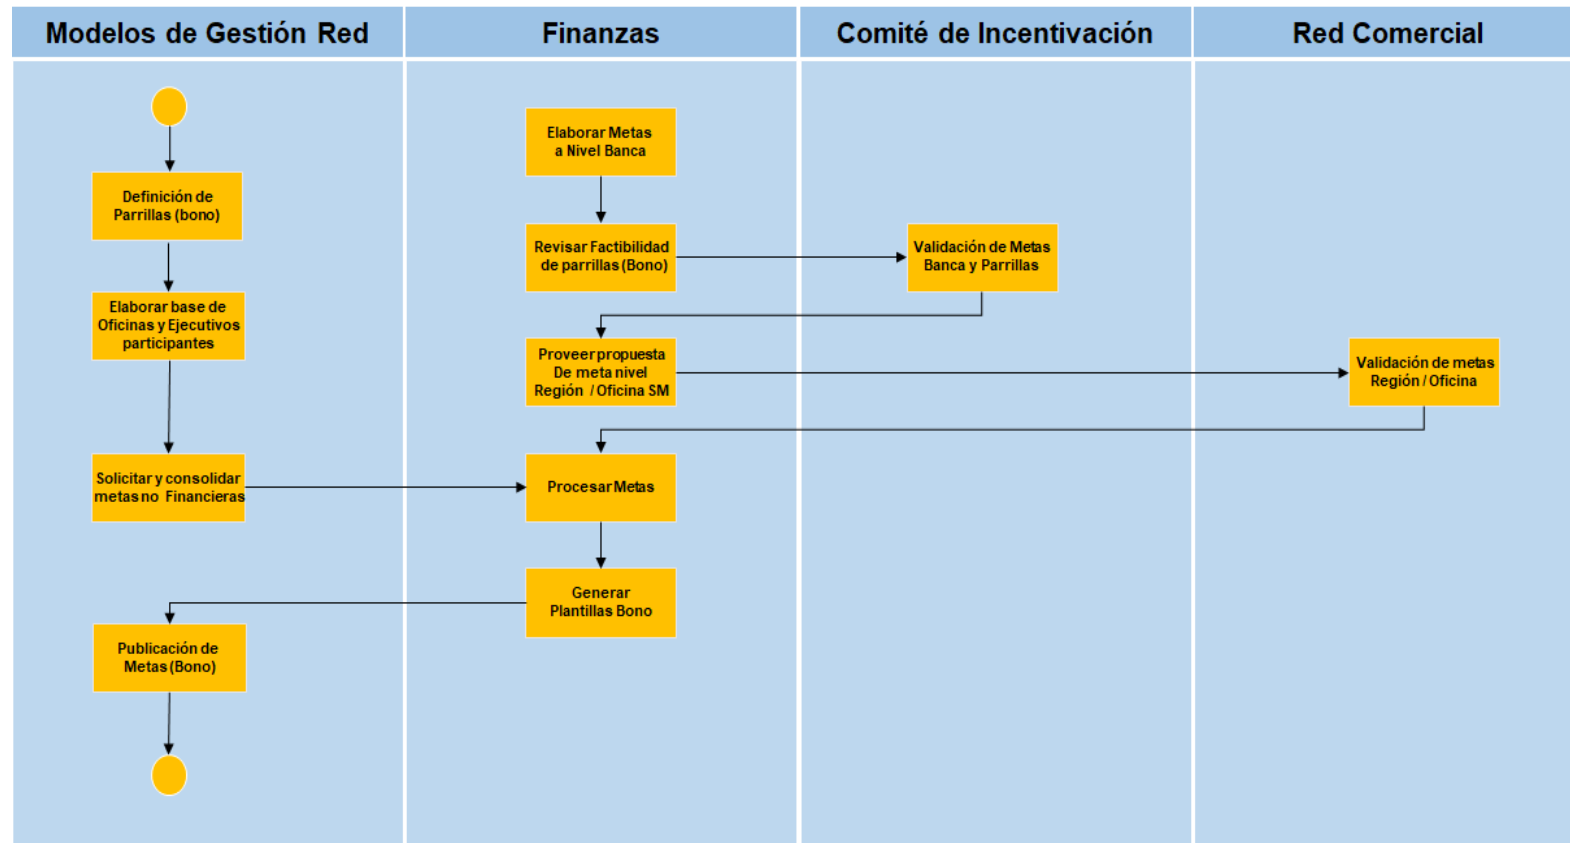 Modelos de Gestión Red
Finanzas
Comité de Incentivación
Red Comercial
Definición de
Parrillas (bono)
Elaborar base de
Oficinas y Ejecutivos
participantes
Solicitar y consolidar
metas no Financieras
Publicación de
Metas (Bono)
Elaborar Metas
a Nivel Banca
Revisar Factibilidad
de parrillas (Bono)
Proveer propuesta
De meta nivel
Región / Oficina SM
Procesar Metas
Generar
Plantillas Bono
Validación de Metas
Banca y Parrillas
Validación de metas
Región / Oficina